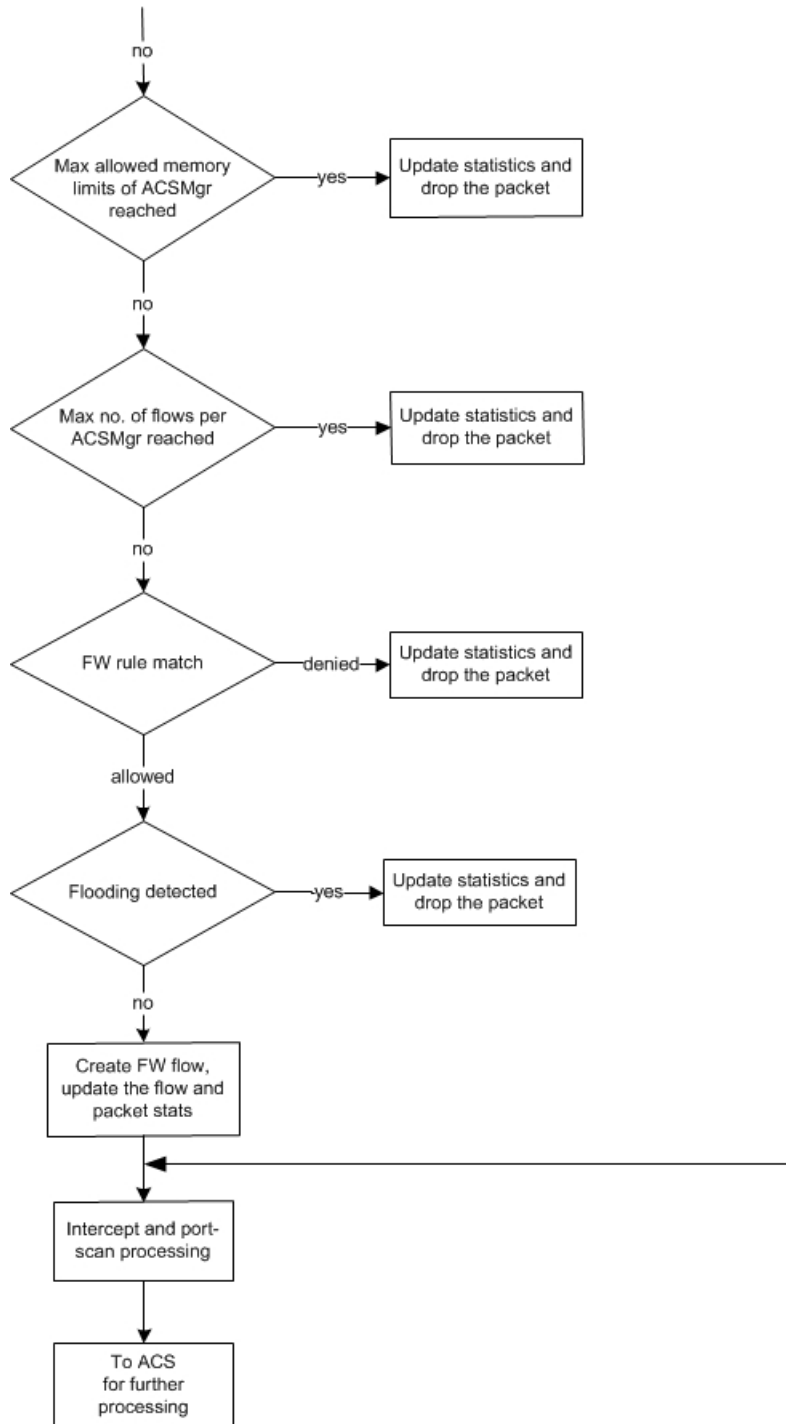 no
Max allowed memory
limits of ACSMgr
reached
yes
Update statistics and
drop the packet
no
Max no. of flows per
ACSMgr reached
yes
Update statistics and
drop the packet
no
FW rule match
denied
Update statistics and
drop the packet
allowed
Flooding detected
yes
Update statistics and
drop the packet
no
Create FW flow,
update the flow and
packet stats
Intercept and port-
scan processing
To ACS
for further
processing